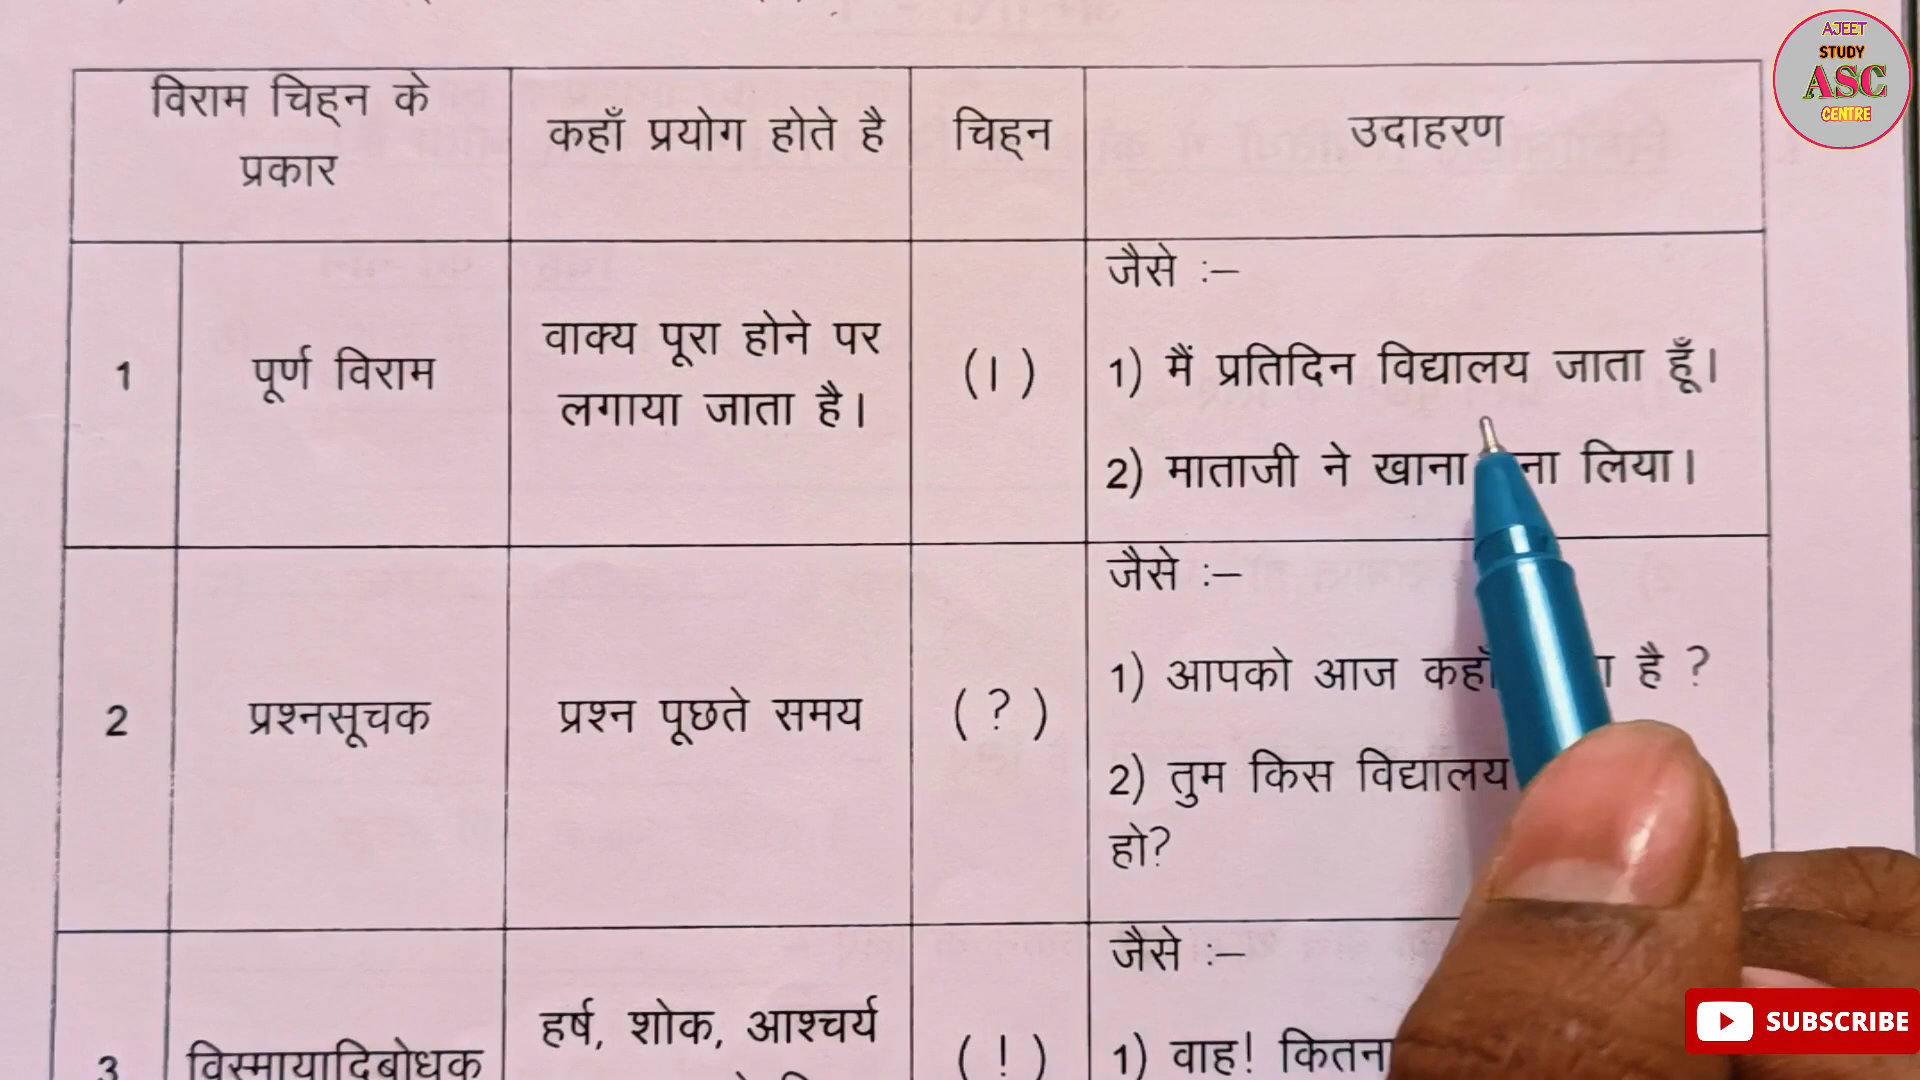 AJEET
STUDY
ASC
CENTRE
विराम चिह्न के
प्रकार
कहाँ प्रयोग होते है
चिह्न
उदाहरण
1
पूर्ण विराम
वाक्य पूरा होने पर
लगाया जाता है।
(।)
जैसे :–
1) मैं प्रतिदिन विद्यालय जाता हूँ।
2) माताजी ने खाना लिया।
2
प्रश्नसूचक
प्रश्न पूछते समय
( ? )
जैसे :–
1) आपको आज कहाँ है ?
2) तुम किस विद्यालय
हो?
3
विस्मायादिबोधक
हर्ष, शोक, आश्चर्य
( ! )
जैसे :–
1) वाह! कितना
SUBSCRIBE